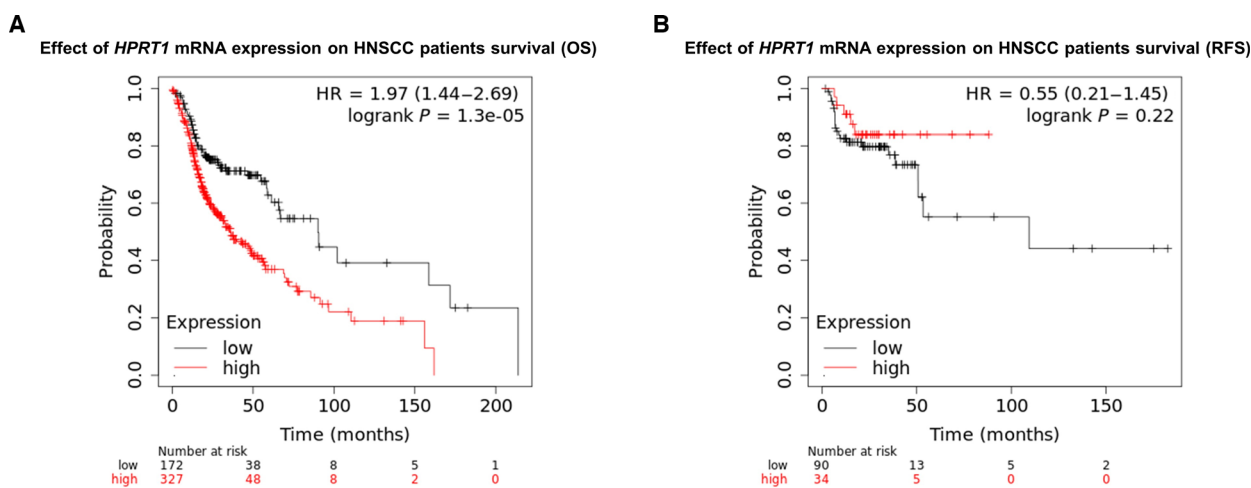 A
Effect of HPRT1 mRNA expression on HNSCC patients survival (OS)
HR = 1.97 (1.44−2.69)
logrank P = 1.3e-05
Probability
1.0
0.8
0.6
0.4
0.2
0.0
Expression
low
high
0 50 100 150 200
Time (months)
Number at risk
low 172 38 8 5 1
high 327 48 8 2 0
B
Effect of HPRT1 mRNA expression on HNSCC patients survival (RFS)
HR = 0.55 (0.21−1.45)
logrank P = 0.22
Probability
1.0
0.8
0.6
0.4
0.2
0.0
Expression
low
high
0 50 100 150
Time (months)
Number at risk
low 90 13 5 2
high 34 5 0 0